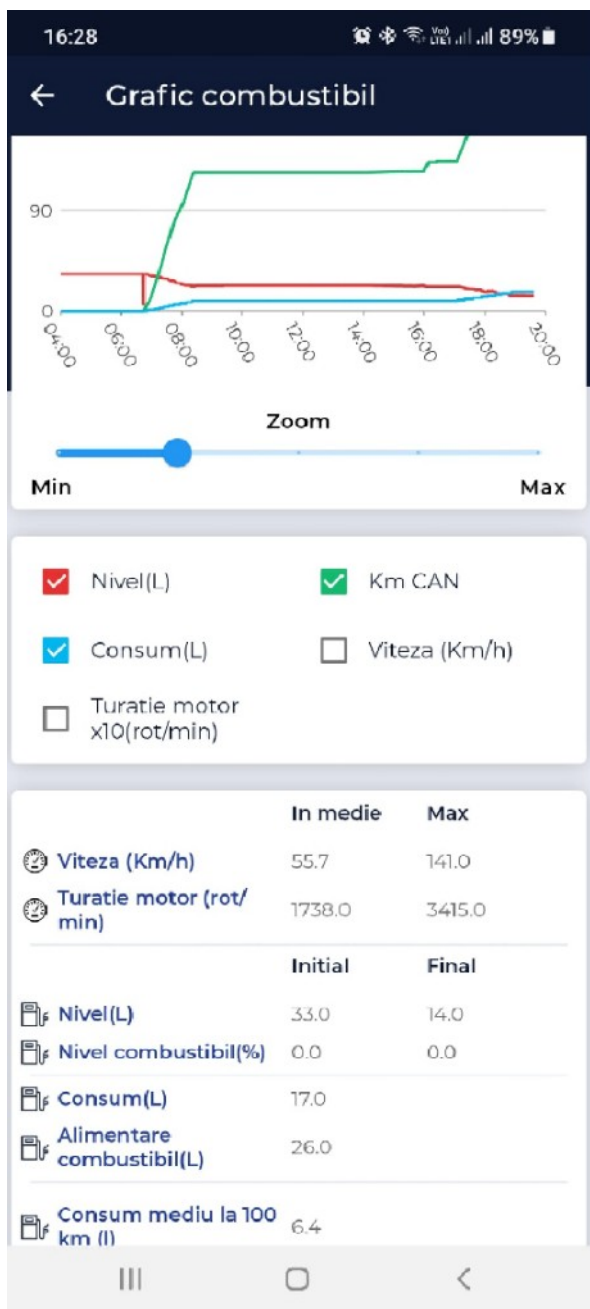 16:28
Vo)) LTE1 89%
Grafic combustibil
90
0
04:00 06:00 08:00 10:00 12:00 14:00 16:00 18:00 20:00
Zoom
Min Max
Nivel(L) Km CAN
Consum(L) Viteza (Km/h)
Turatie motor
x10(rot/min)
In medie Max
Viteza (Km/h) 55.7 141.0
Turatie motor (rot/
min) 1738.0 3415.0
Initial Final
Nivel(L) 33.0 14.0
Nivel combustibil(%) 0.0 0.0
Consum(L) 17.0
Alimentare
combustibil(L) 26.0
Consum mediu la 100
km (l) 6.4